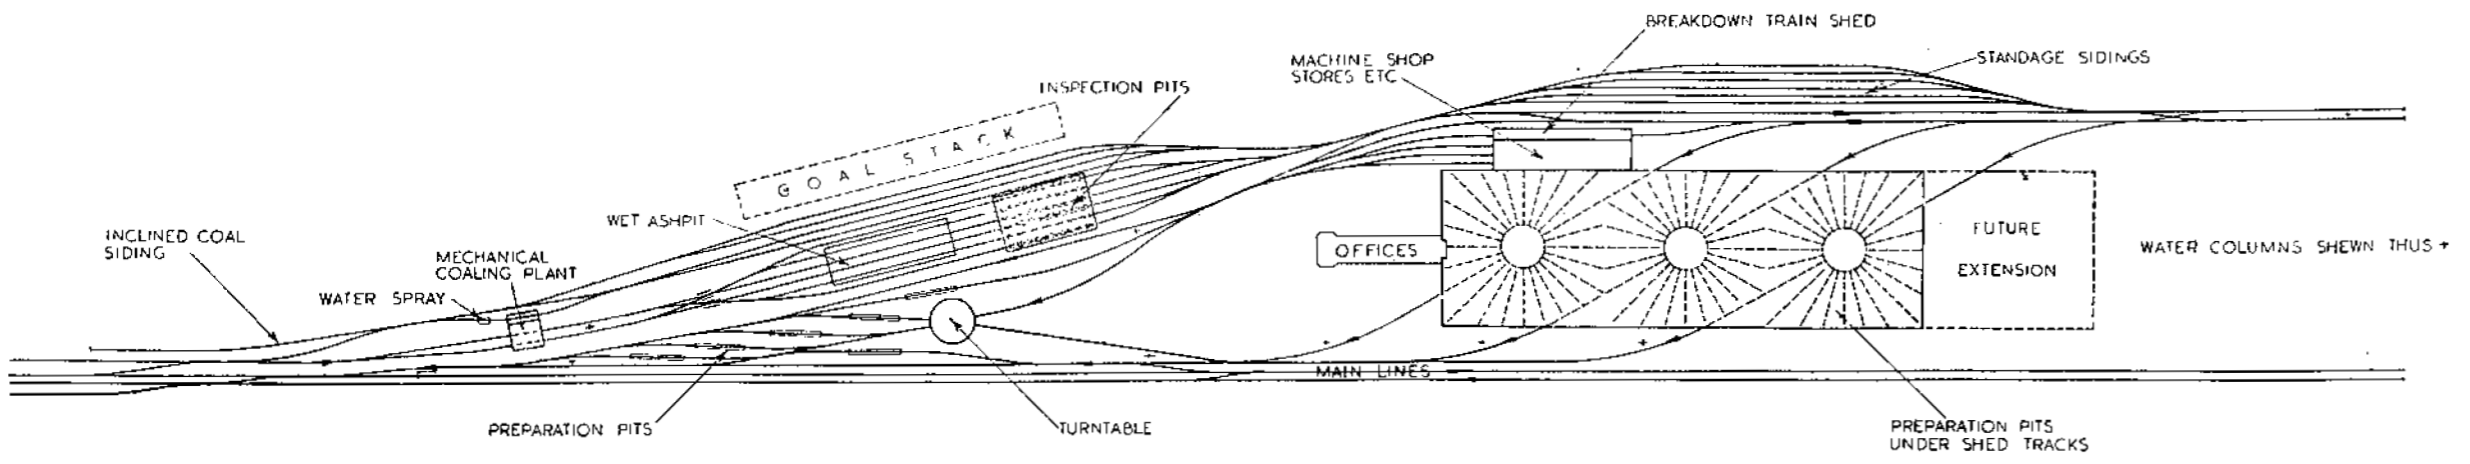 BREAKDOWN TRAIN SHED
MACHINE SHOP
STORES ETC
STANDAGE SIDINGS
INSPECTION PITS
COAL STACK
WET ASHPIT
INCLINED COAL
SIDING
MECHANICAL
COALING PLANT
WATER SPRAY
OFFICES
FUTURE
EXTENSION
WATER COLUMNS SHEWN THUS +
MAIN LINES
PREPARATION PITS
TURNTABLE
PREPARATION PITS
UNDER SHED TRACKS